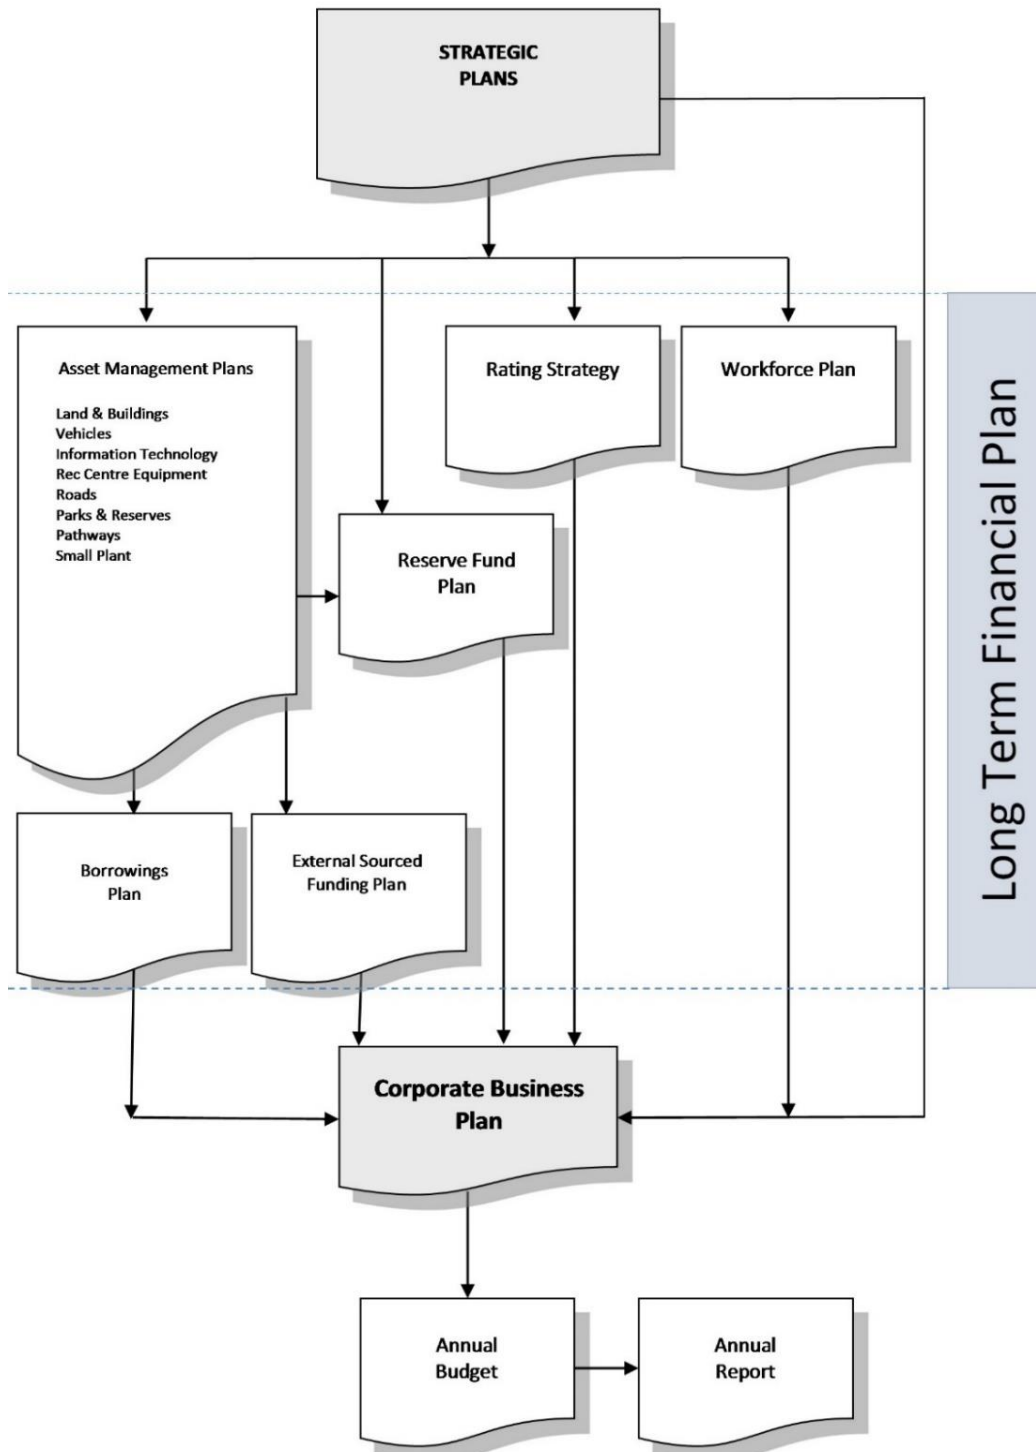 STRATEGIC
PLANS
Asset Management Plans
Land & Buildings
Vehicles
Information Technology
Rec Centre Equipment
Roads
Parks & Reserves
Pathways
Small Plant
Rating Strategy
Workforce Plan
Reserve Fund
Plan
Borrowings
Plan
External Sourced
Funding Plan
Long Term Financial Plan
Corporate Business
Plan
Annual
Budget
Annual
Report